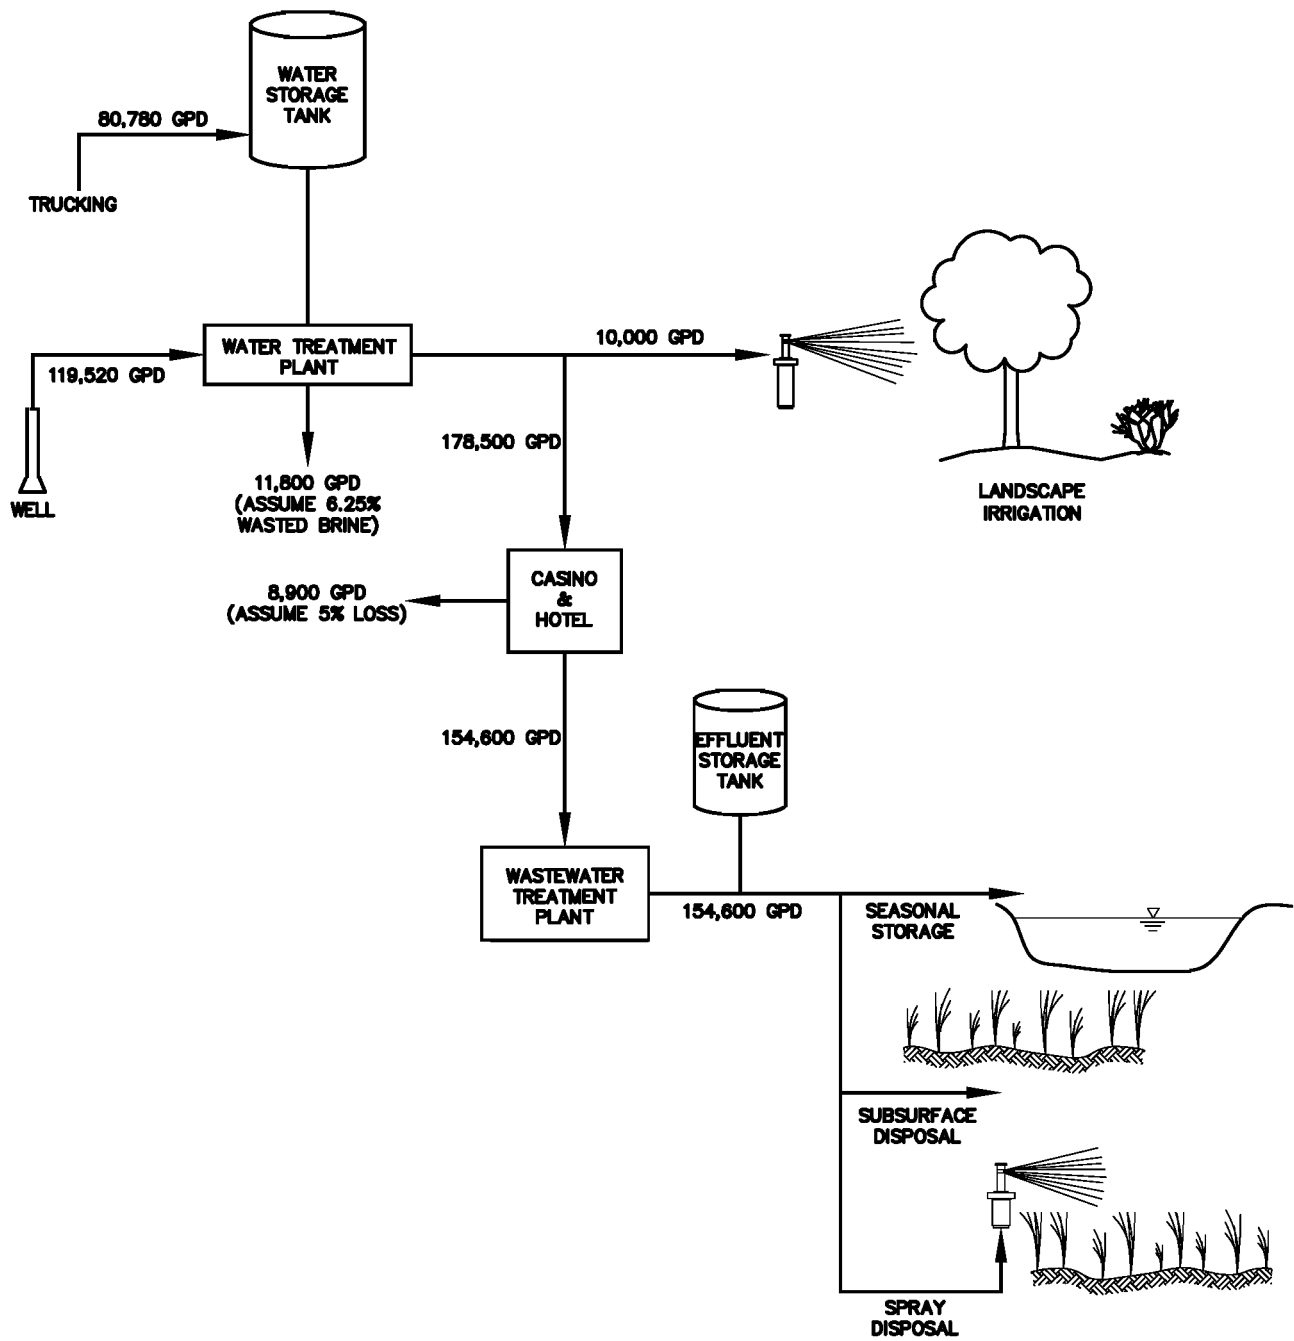 WATER
STORAGE
TANK
80,780 GPD
TRUCKING
WATER TREATMENT
PLANT
10,000 GPD
119,520 GPD
WELL
178,500 GPD
11,800 GPD
(ASSUME 6.25%
WASTED BRINE)
LANDSCAPE
IRRIGATION
CASINO
&
HOTEL
8,900 GPD
(ASSUME 5% LOSS)
154,600 GPD
EFFLUENT
STORAGE
TANK
WASTEWATER
TREATMENT
PLANT
154,600 GPD
SEASONAL
STORAGE
SUBSURFACE
DISPOSAL
SPRAY
DISPOSAL